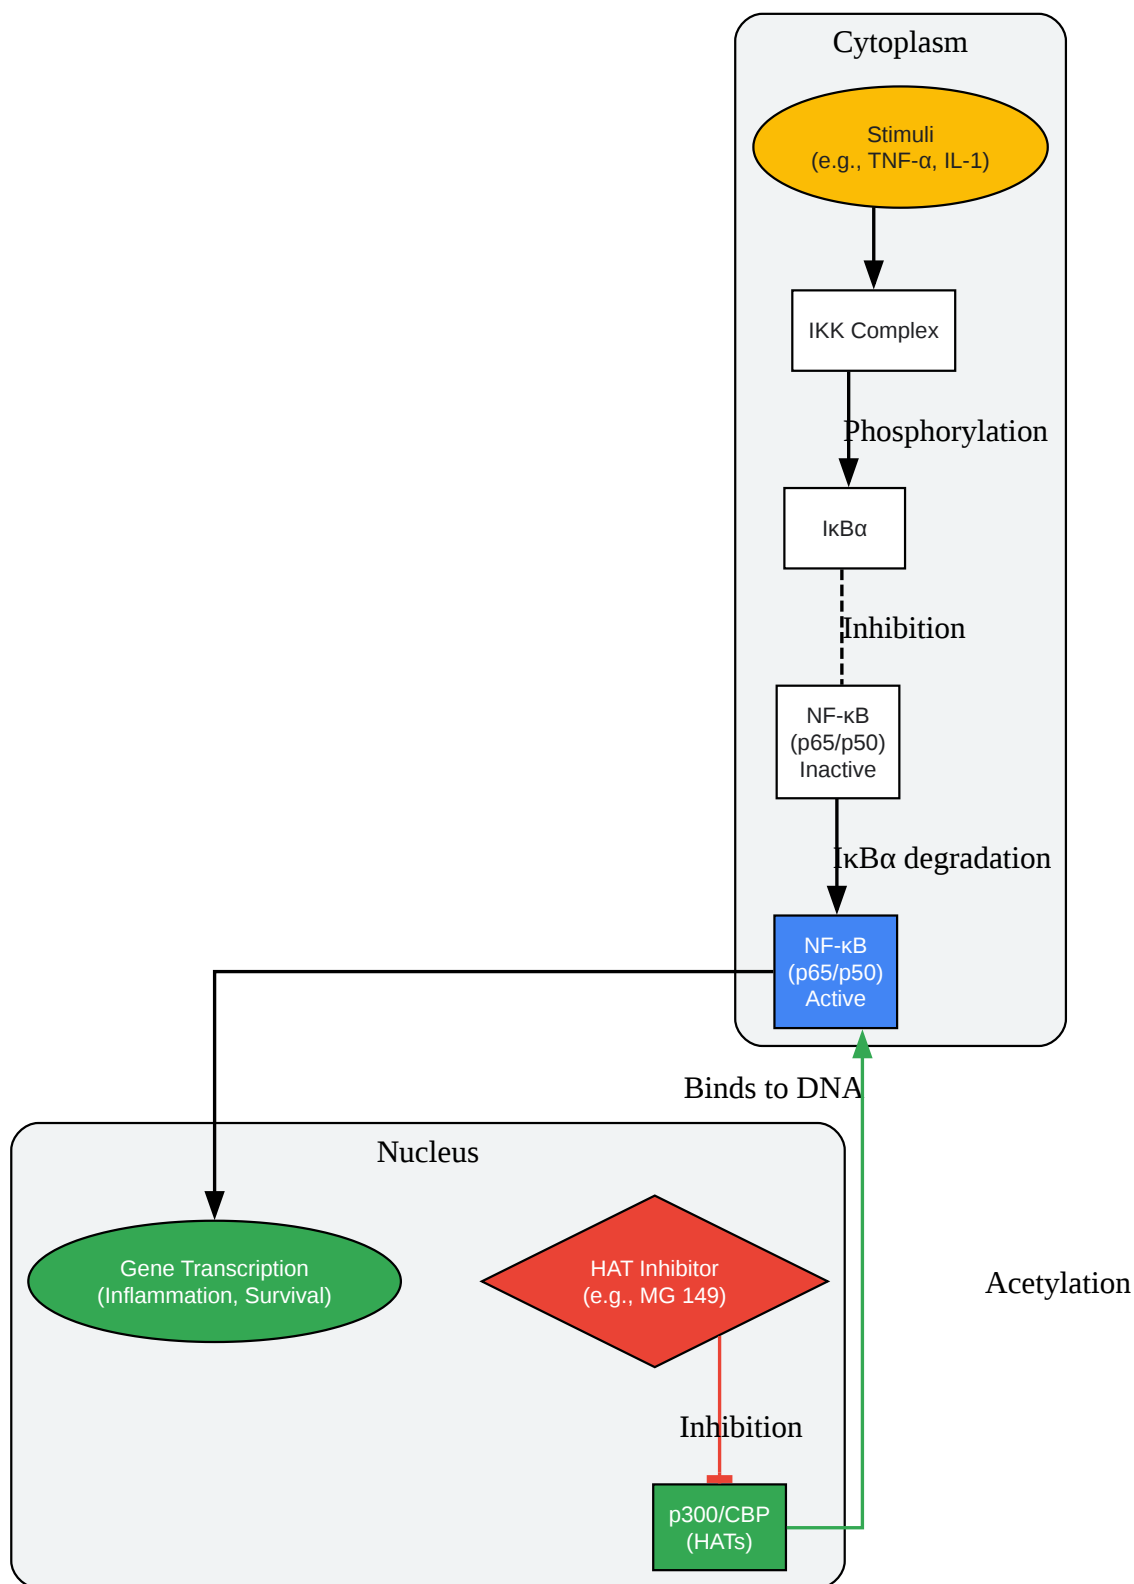 Cytoplasm
Stimuli
(e.g., TNF-α, IL-1)
IKK Complex
Phosphorylation
IκBα
Inhibition
NF-κB
(p65/p50)
Inactive
IκBα degradation
NF-κB
(p65/p50)
Active
Binds to DNA
Nucleus
Gene Transcription
(Inflammation, Survival)
HAT Inhibitor
(e.g., MG 149)
Acetylation
Inhibition
p300/CBP
(HATs)